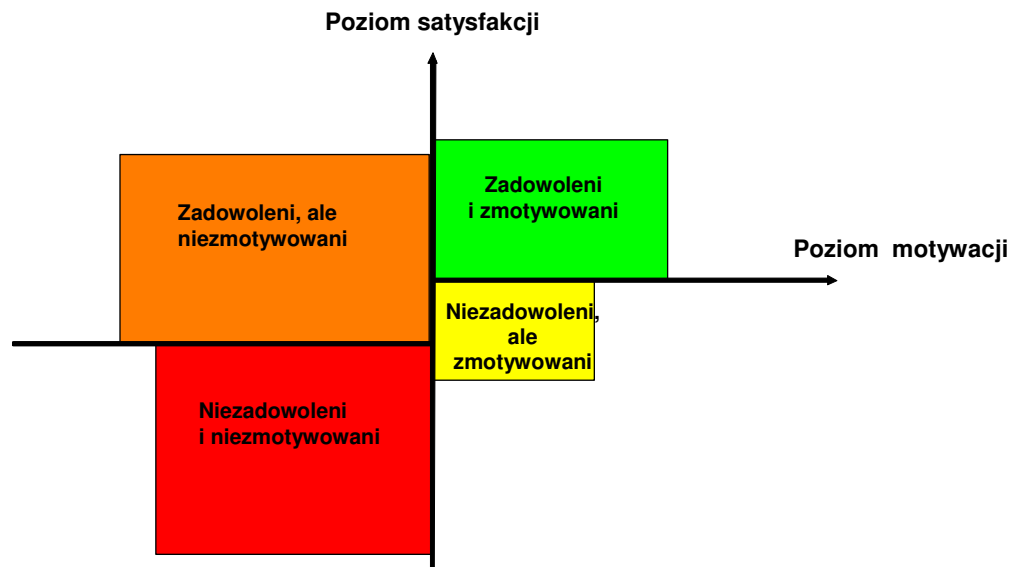 Poziom satysfakcji
Zadowoleni
i zmotywowani
Zadowoleni, ale
niezmotywowani
Poziom motywacji
Niezadowoleni,
ale
zmotywowani
Niezadowoleni
i niezmotywowani